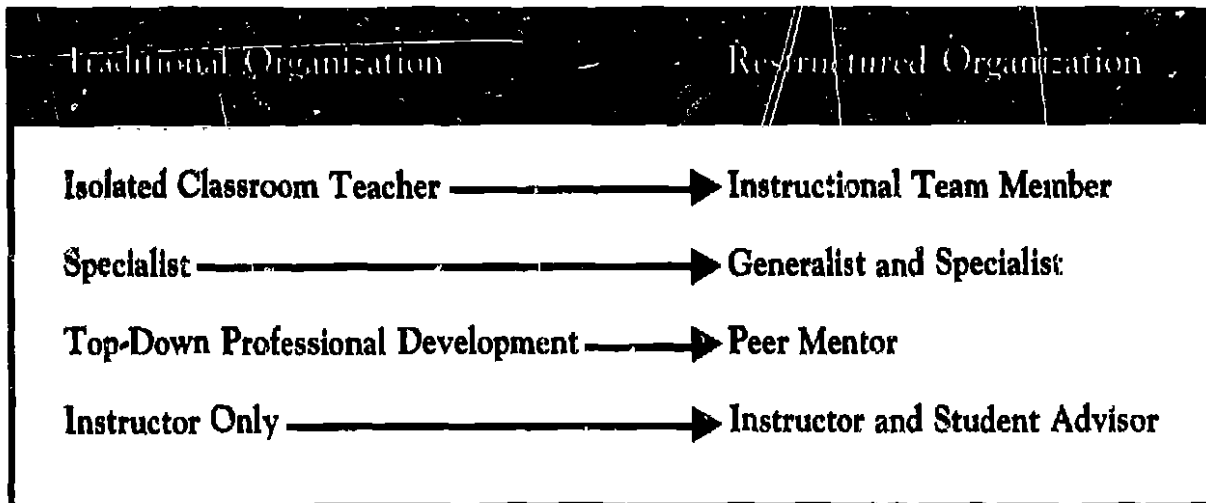 Traditional Organization Restructured Organization
Isolated Classroom Teacher Instructional Team Member
Specialist Generalist and Specialist
Top-Down Professional Development Peer Mentor
Instructor Only Instructor and Student Advisor